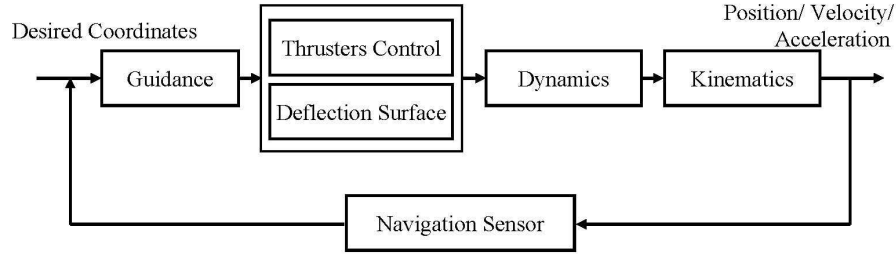 Desired Coordinates
Position/ Velocity/
Acceleration
Guidance
Thrusters Control
Deflection Surface
Dynamics
Kinematics
Navigation Sensor